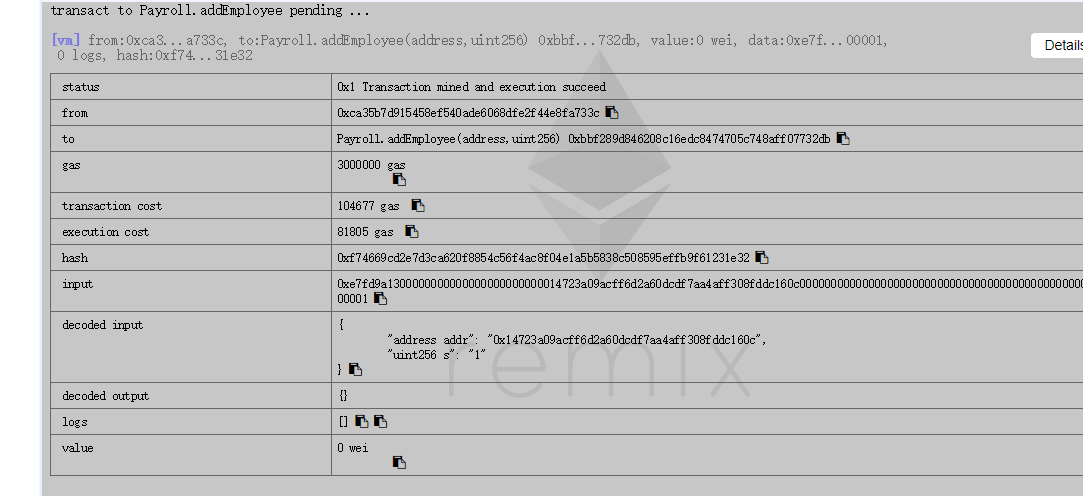 transact to Payroll.addEmployee pending ...
[vm] from:0xca3...a733c, to:Payroll.addEmployee(address,uint256) 0xbbf...732db, value:0 wei, data:0xe7f...00001,
0 logs, hash:0xf74...31e32
Details
status 0x1 Transaction mined and execution succeed
from 0xca35b7d915458ef540ade6068dfe2f44e8fa733c
to Payroll.addEmployee(address,uint256) 0xbbf289d846208c16edc8474705c748aff07732db
gas 3000000 gas
transaction cost 104677 gas
execution cost 81805 gas
hash 0xf74669cd2e7d3ca620f8854c56f4ac8f04e1a5b5838c508595effb9f61231e32
input 0xe7fd9a1300000000000000000000000014723a09acff6d2a60dcdf7aa4aff308fddc160c00000000000000000000000000000000000000000000000000000000000
00001
decoded input {
"address addr": "0x14723a09acff6d2a60dcdf7aa4aff308fddc160c",
"uint256 s": "1"
}
remix
decoded output {}
logs []
value 0 wei